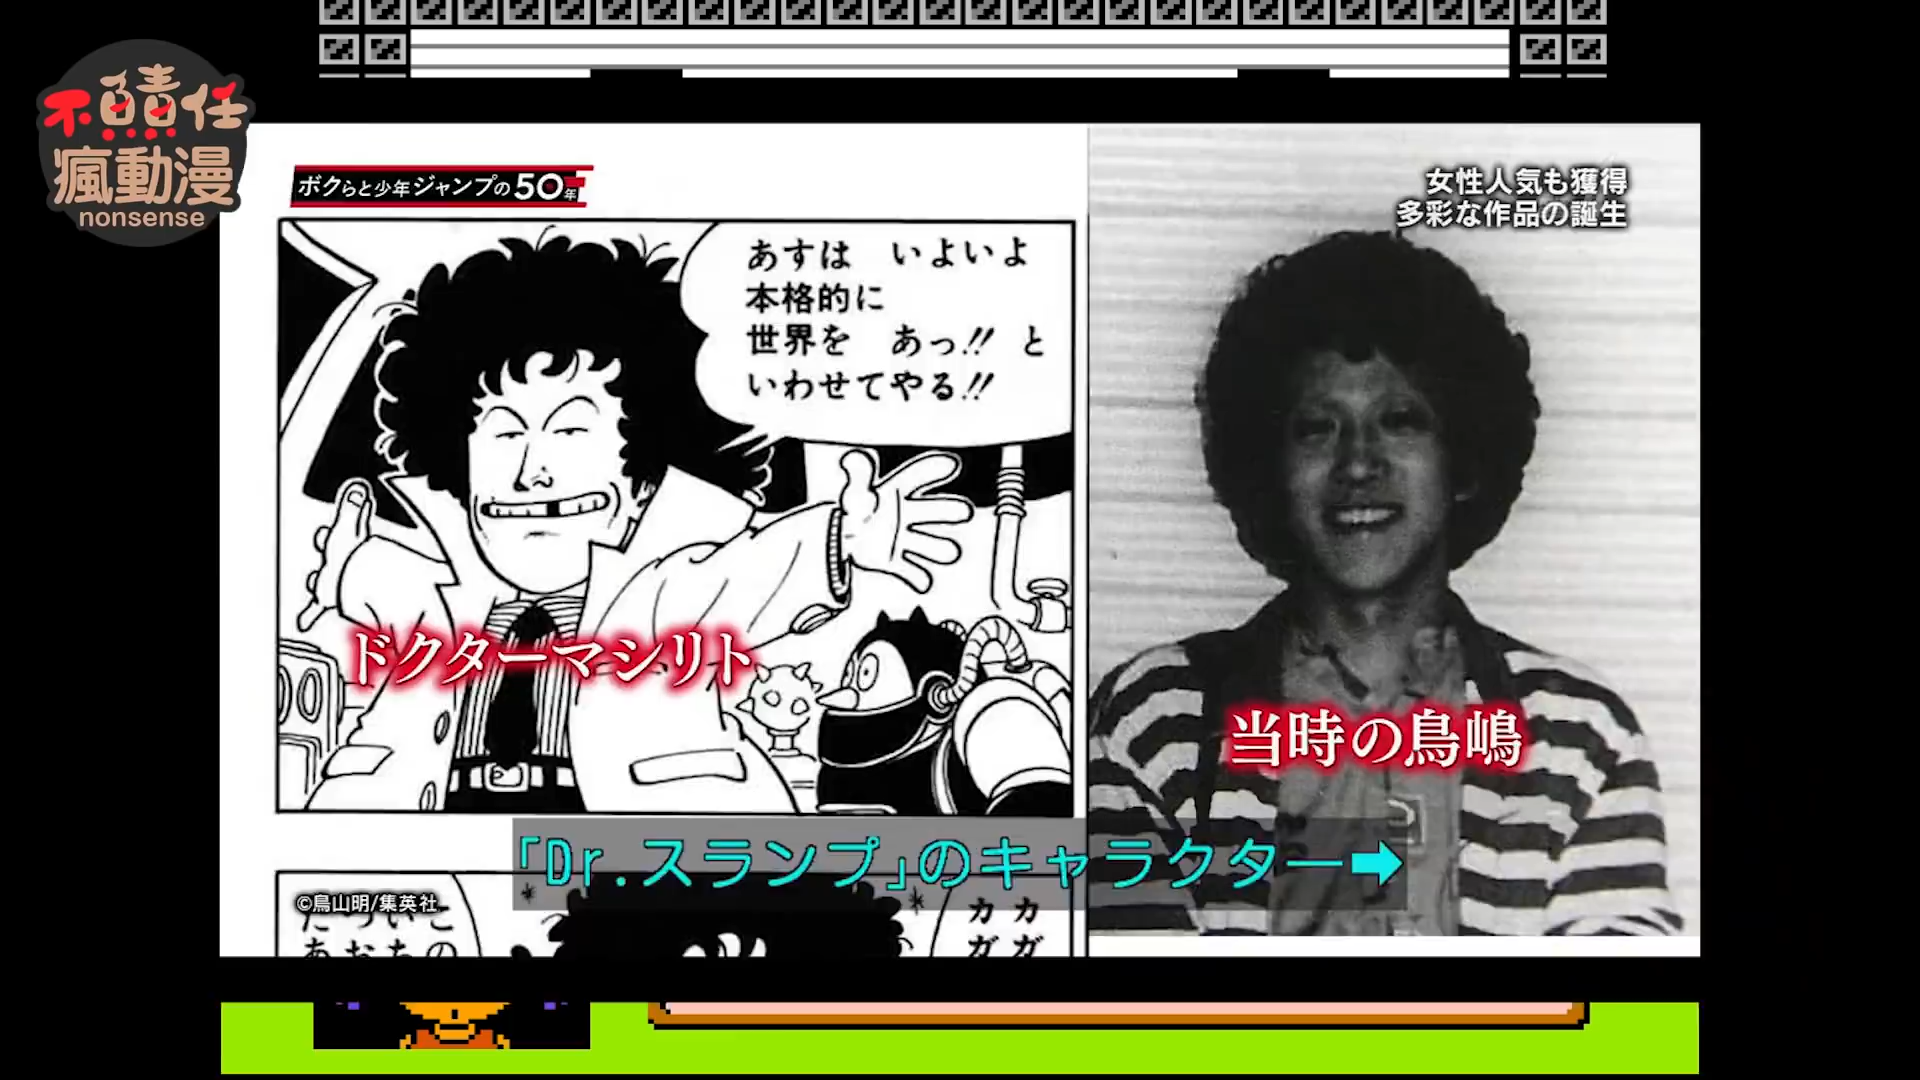 不責任
瘋動漫
nonsense
ボクらと少年ジャンプの50年
女性人気も獲得
多彩な作品の誕生
あすは いよいよ
本格的に
世界を あっ!! と
いわせてやる!!
ドクターマシリト
当時の鳥嶋
「Dr.スランプ」のキャラクター➡
©鳥山明/集英社
カガ
カガ